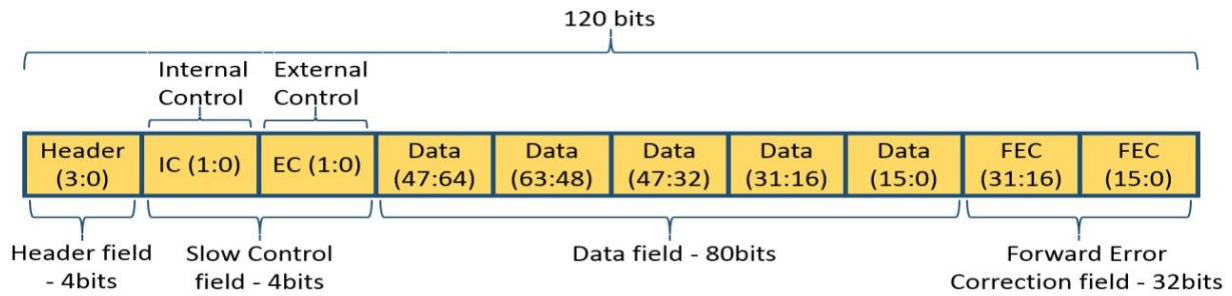 120 bits
Internal
Control
External
Control
Header
(3:0)
IC (1:0)
EC (1:0)
Data
(47:64)
Data
(63:48)
Data
(47:32)
Data
(31:16)
Data
(15:0)
FEC
(31:16)
FEC
(15:0)
Header field
- 4bits
Slow Control
field - 4bits
Data field - 80bits
Forward Error
Correction field - 32bits